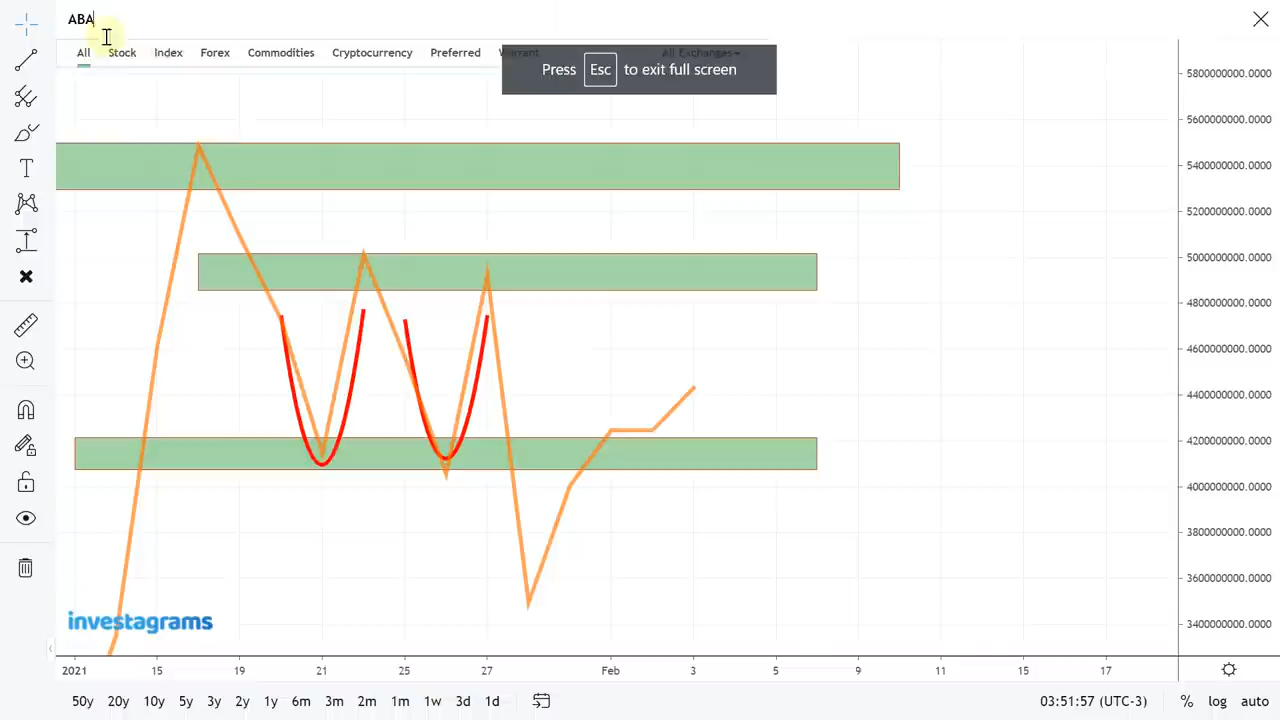 ABA
All Stock Index Forex Commodities Cryptocurrency Preferred Warrant All Exchanges
Press Esc to exit full screen
5800000000.0000
5600000000.0000
5400000000.0000
5200000000.0000
5000000000.0000
4800000000.0000
4600000000.0000
4400000000.0000
4200000000.0000
4000000000.0000
3800000000.0000
3600000000.0000
3400000000.0000
investagrams
2021 15 19 21 25 27 Feb 3 5 9 11 15 17
50y 20y 10y 5y 3y 2y 1y 6m 3m 2m 1m 1w 3d 1d 03:51:57 (UTC-3) % log auto